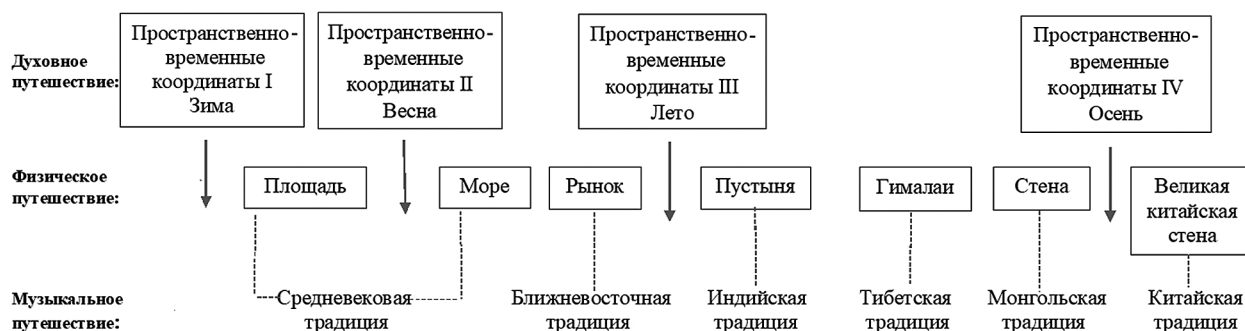 Духовное
путешествие:
Пространственно-
временные
координаты I
Зима
Пространственно-
временные
координаты II
Весна
Пространственно-
временные
координаты III
Лето
Пространственно-
временные
координаты IV
Осень
Физическое
путешествие:
Площадь
Море
Рынок
Пустыня
Гималаи
Стена
Великая
китайская
стена
Музыкальное
путешествие:
Средневековая
традиция
Ближневосточная
традиция
Индийская
традиция
Тибетская
традиция
Монгольская
традиция
Китайская
традиция